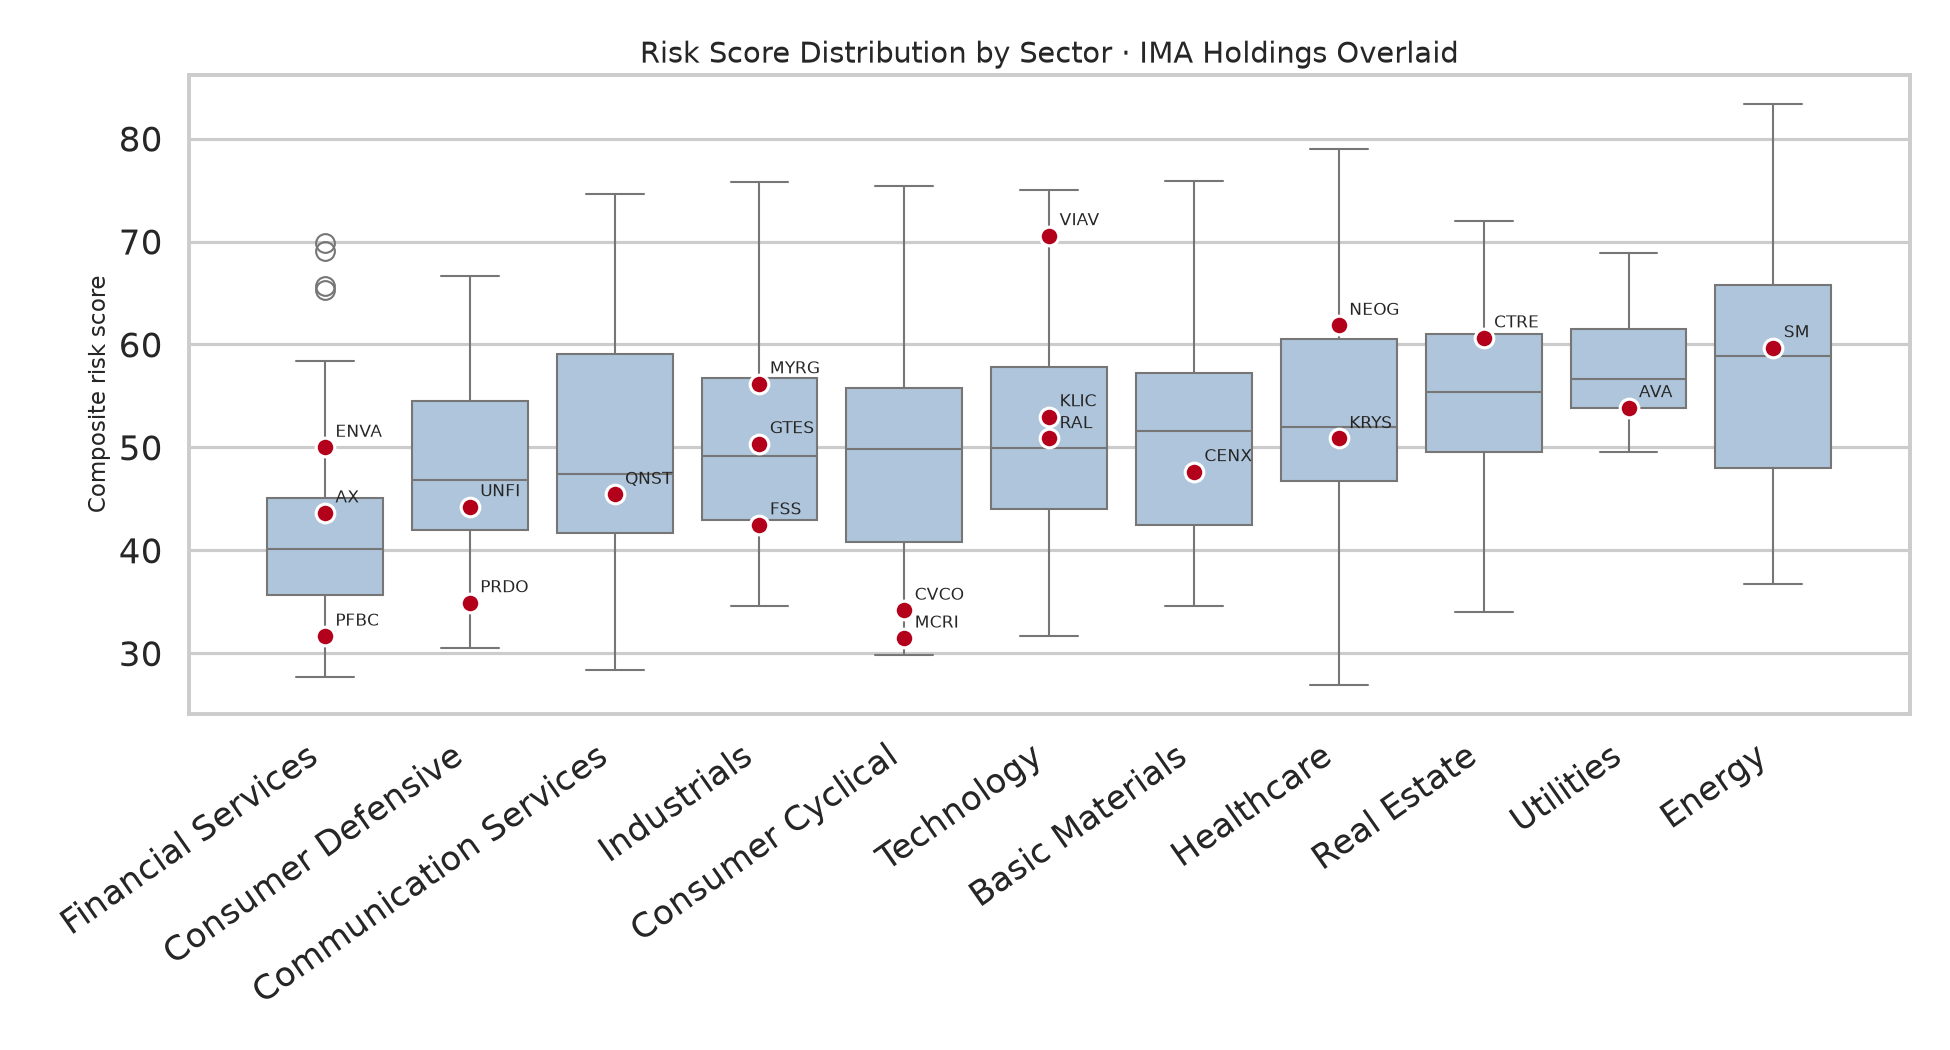 Risk Score Distribution by Sector · IMA Holdings Overlaid
Composite risk score
80
70
60
50
40
30
ENVA
AX
PFBC
UNFI
PRDO
QNST
MYRG
GTES
FSS
CVCO
MCRI
VIAV
KLIC
RAL
CENX
NEOG
KRYS
CTRE
AVA
SM
Financial Services
Consumer Defensive
Communication Services
Industrials
Consumer Cyclical
Technology
Basic Materials
Healthcare
Real Estate
Utilities
Energy